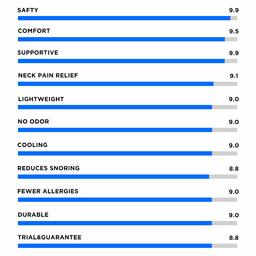 SAFTY 9.9
COMFORT 9.5
SUPPORTIVE 9.9
NECK PAIN RELIEF 9.1
LIGHTWEIGHT 9.0
NO ODOR 9.0
COOLING 9.0
REDUCES SNORING 8.8
FEWER ALLERGIES 9.0
DURABLE 9.0
TRIAL&GUARANTEE 8.8